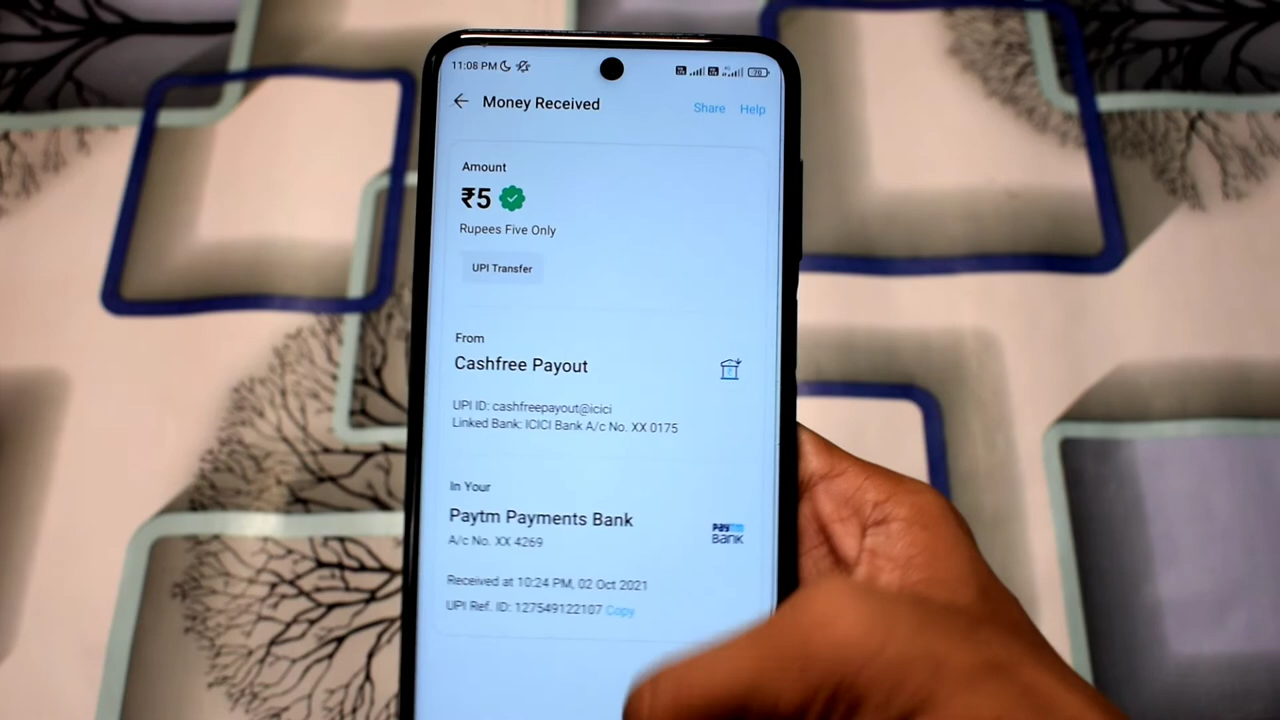 11:08 PM
70
Money Received
Share Help
Amount
₹5
Rupees Five Only
UPI Transfer
From
Cashfree Payout
UPI ID: cashfreepayout@icici
Linked Bank: ICICI Bank A/c No. XX 0175
In Your
Paytm Payments Bank
Paytm
BANK
A/c No. XX 4269
Received at 10:24 PM, 02 Oct 2021
UPI Ref. ID: 127549122107 Copy